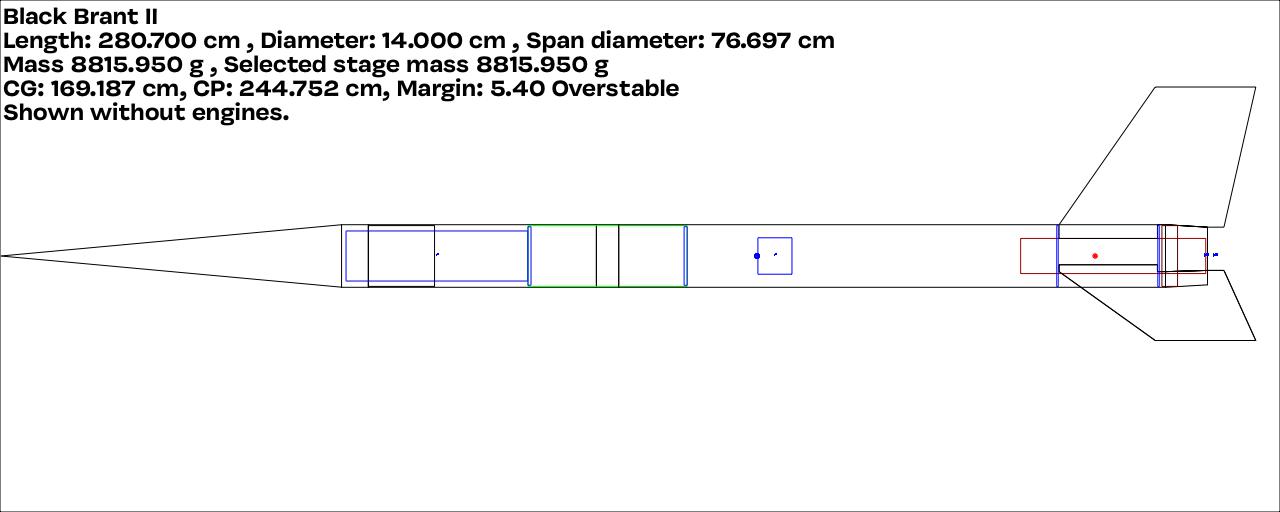 Black Brant II
Length: 280.700 cm , Diameter: 14.000 cm , Span diameter: 76.697 cm
Mass 8815.950 g , Selected stage mass 8815.950 g
CG: 169.187 cm, CP: 244.752 cm, Margin: 5.40 Overstable
Shown without engines.